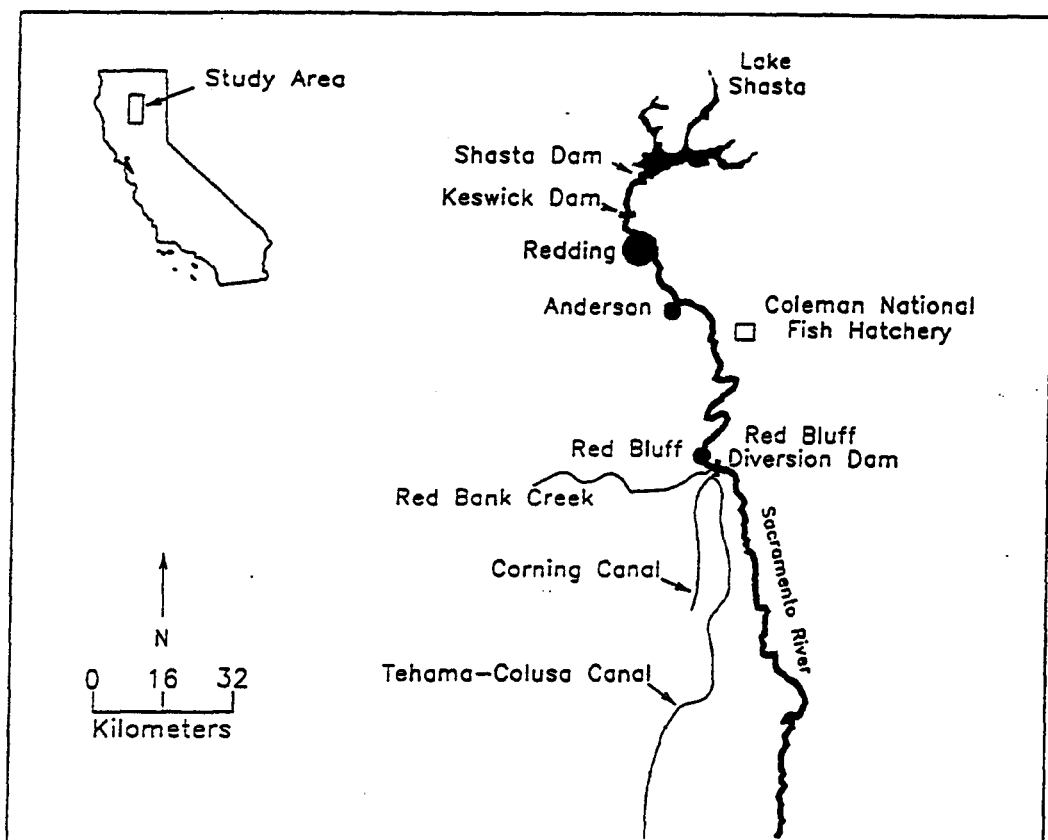 Study Area
Lake
Shasta
Shasta Dam
Keswick Dam
Redding
Anderson
Coleman National
Fish Hatchery
Red Bluff
Red Bluff
Diversion Dam
Red Bank Creek
Sacramento River
Corning Canal
N
Tehama-Colusa Canal
0 16 32
Kilometers